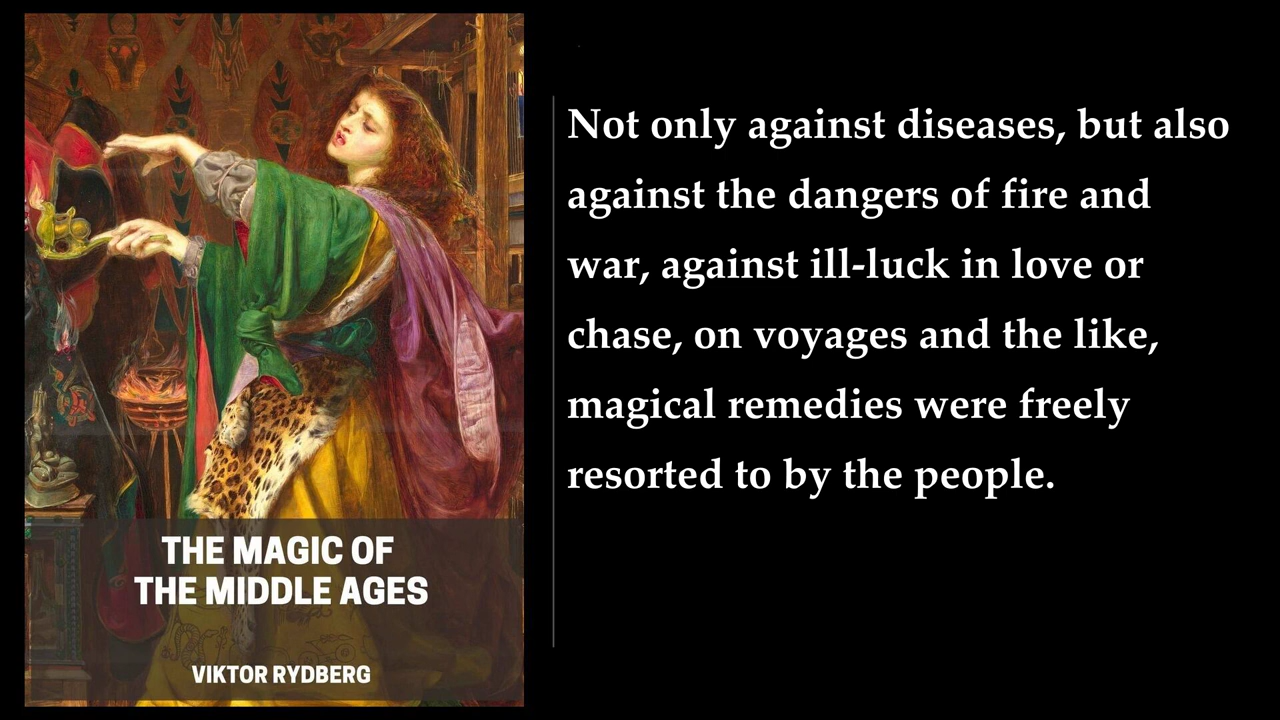 Not only against diseases, but also
against the dangers of fire and
war, against ill-luck in love or
chase, on voyages and the like,
magical remedies were freely
resorted to by the people.
THE MAGIC OF
THE MIDDLE AGES
VIKTOR RYDBERG